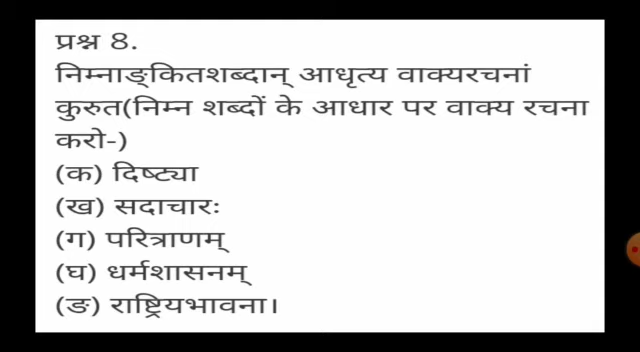 प्रश्न 8.
निम्नाङ्कितशब्दान् आधृत्य वाक्यरचनां
कुरुत(निम्न शब्दों के आधार पर वाक्य रचना
करो-)
(क) दिष्ट्या
(ख) सदाचारः
(ग) परित्राणम्
(घ) धर्मशासनम्
(ङ) राष्ट्रियभावना।